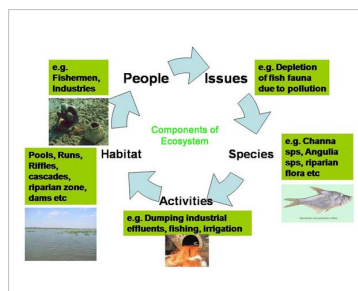 e.g.
Fishermen,
Industries
People
Issues
e.g. Depletion
of fish fauna
due to pollution
Components of
Ecosystem
Pools, Runs,
Riffles,
cascades,
riparian zone,
dams etc
Habitat
Species
e.g. Channa
sps, Angulia
sps, riparian
flora etc
Activities
e.g. Dumping industrial
effluents, fishing, irrigation